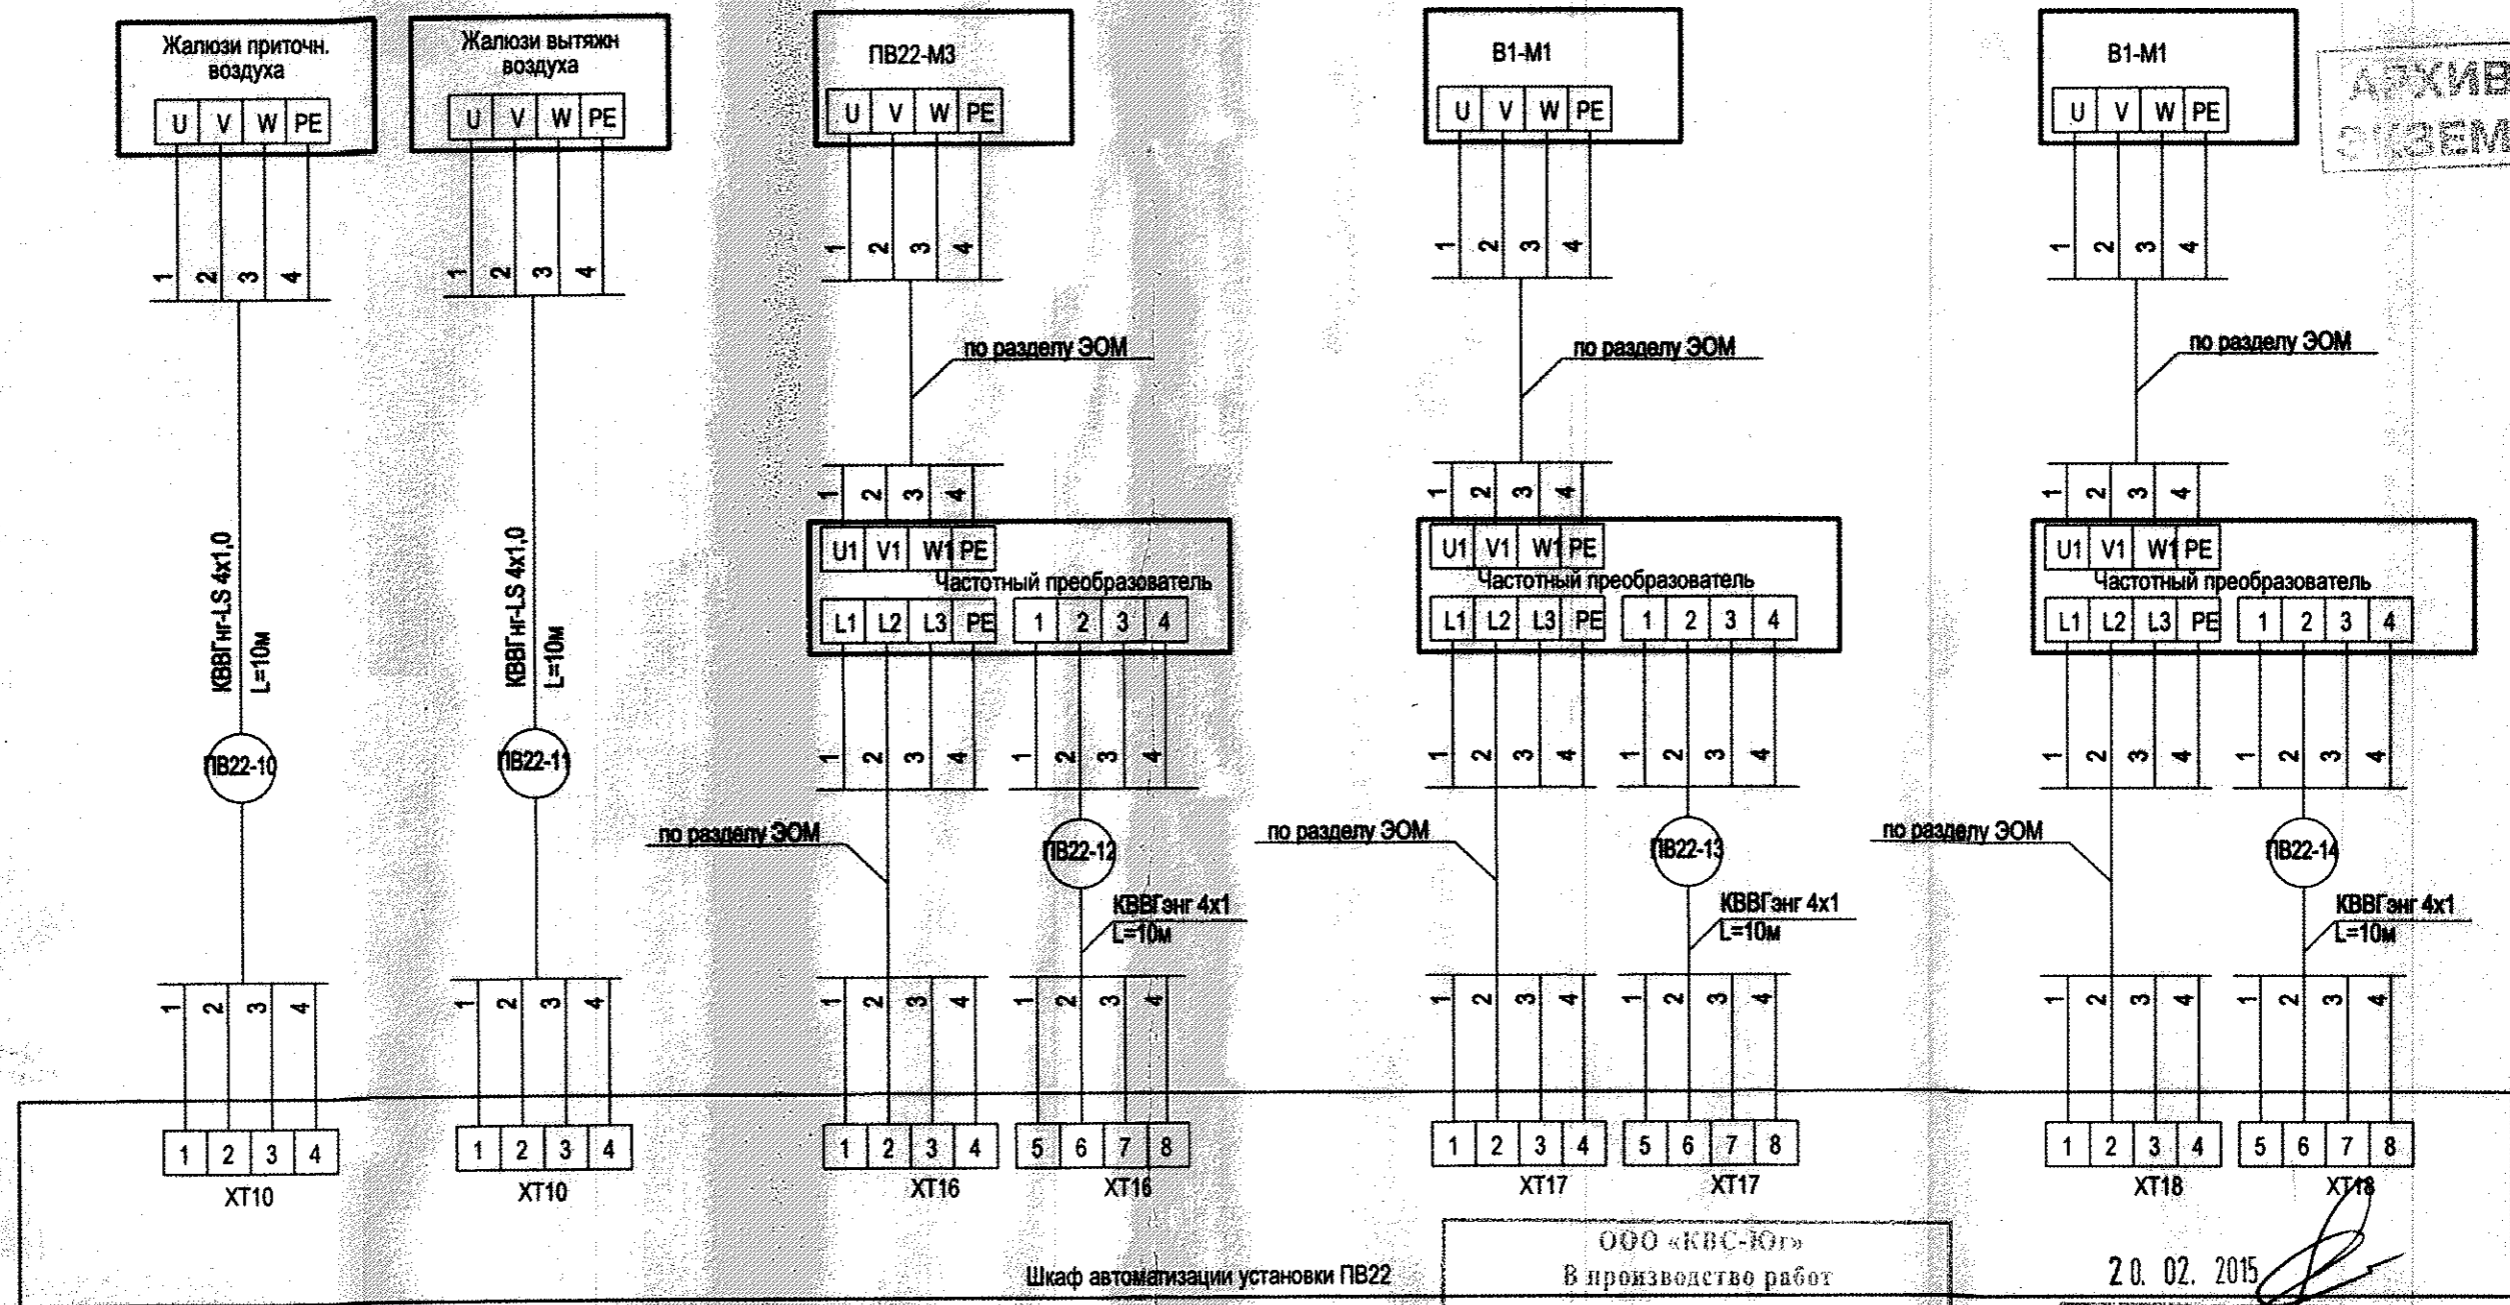 Жалюзи приточн.
воздуха
U V W PE
1 2 3 4
Жалюзи вытяжн
воздуха
U V W PE
1 2 3 4
ПВ22-М3
U V W PE
1 2 3 4
В1-М1
U V W PE
1 2 3 4
В1-М1
U V W PE
1 2 3 4
АРХИВ
ЭКЗЕМ
по разделу ЭОМ
по разделу ЭОМ
по разделу ЭОМ
КВВГнг-LS 4х1,0
L=10м
ПВ22-10
КВВГнг-LS 4х1,0
L=10м
ПВ22-11
1 2 3 4
U1 V1 W1 PE
Частотный преобразователь
L1 L2 L3 PE 1 2 3 4
1 2 3 4 1 2 3 4
1 2 3 4
U1 V1 W1 PE
Частотный преобразователь
L1 L2 L3 PE 1 2 3 4
1 2 3 4 1 2 3 4
1 2 3 4
U1 V1 W1 PE
Частотный преобразователь
L1 L2 L3 PE 1 2 3 4
1 2 3 4 1 2 3 4
по разделу ЭОМ
ПВ22-12
КВВГэнг 4х1
L=10м
по разделу ЭОМ
ПВ22-13
КВВГэнг 4х1
L=10м
по разделу ЭОМ
ПВ22-14
КВВГэнг 4х1
L=10м
1 2 3 4
1 2 3 4
1 2 3 4 1 2 3 4
1 2 3 4 1 2 3 4
1 2 3 4 1 2 3 4
1 2 3 4
ХТ10
1 2 3 4
ХТ10
1 2 3 4
ХТ16
5 6 7 8
ХТ16
1 2 3 4
ХТ17
5 6 7 8
ХТ17
1 2 3 4
ХТ18
5 6 7 8
ХТ18
Шкаф автоматизации установки ПВ22
ООО «КВС-Юг»
В производство работ
20. 02. 2015